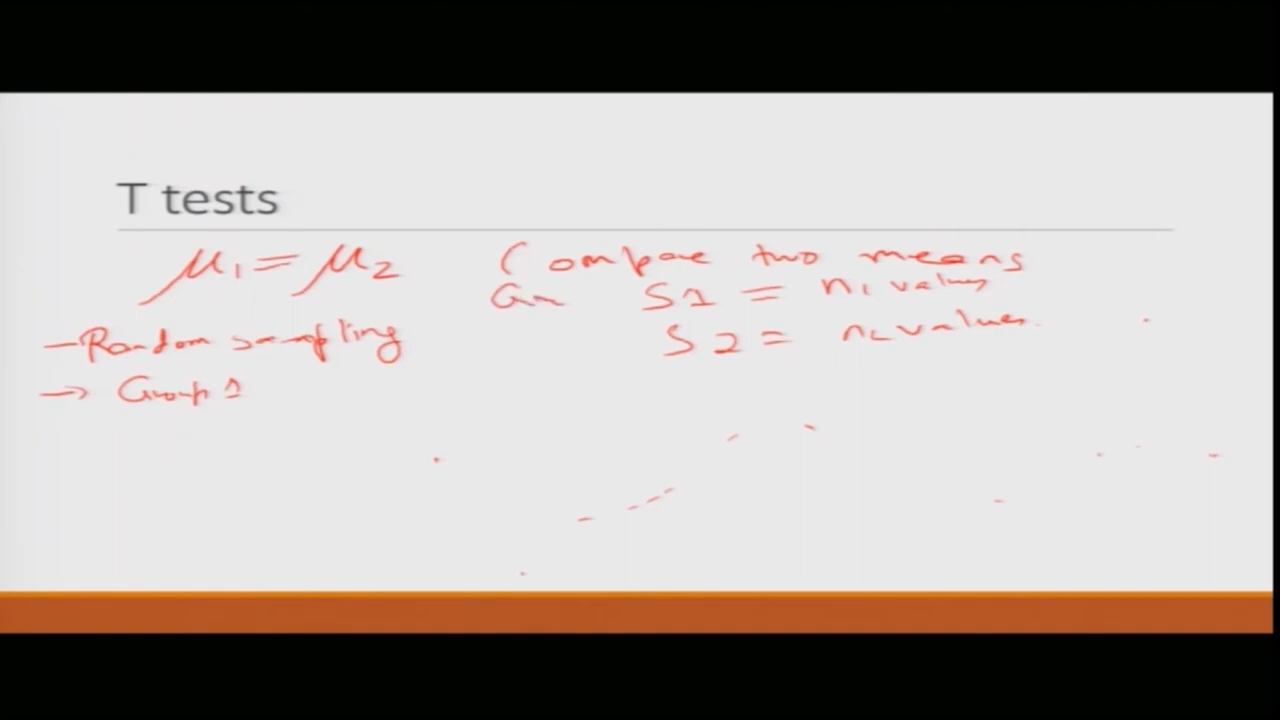 T tests
μ1 = μ2 Compare two means
S1 = n1 values
- Random sampling S2 = n2 values
→ Group 1